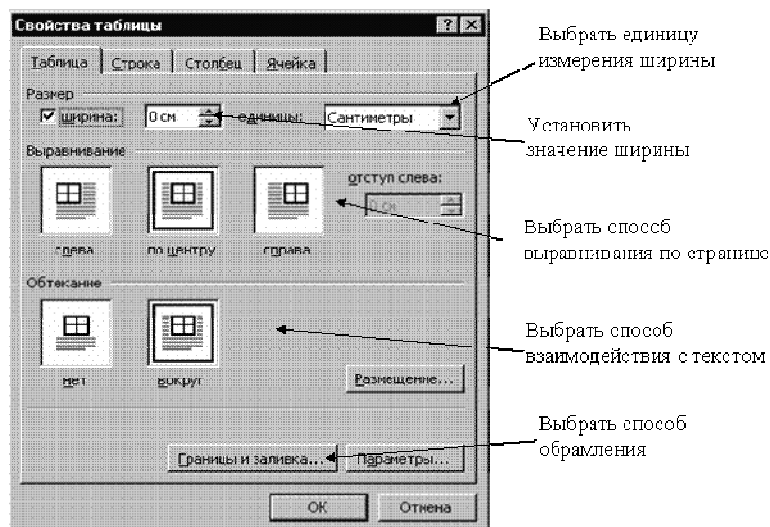 Свойства таблицы
Таблица Строка Столбец Ячейка
Размер
ширина: 0 см единицы: Сантиметры
Выравнивание
отступ слева:
0 см
слева по центру справа
Обтекание
нет вокруг
Размещение...
Границы и заливка... Параметры...
ОК Отмена
Выбрать единицу
измерения ширины
Установить
значение ширины
Выбрать способ
выравнивания по странице
Выбрать способ
взаимодействия с текстом
Выбрать способ
обрамления